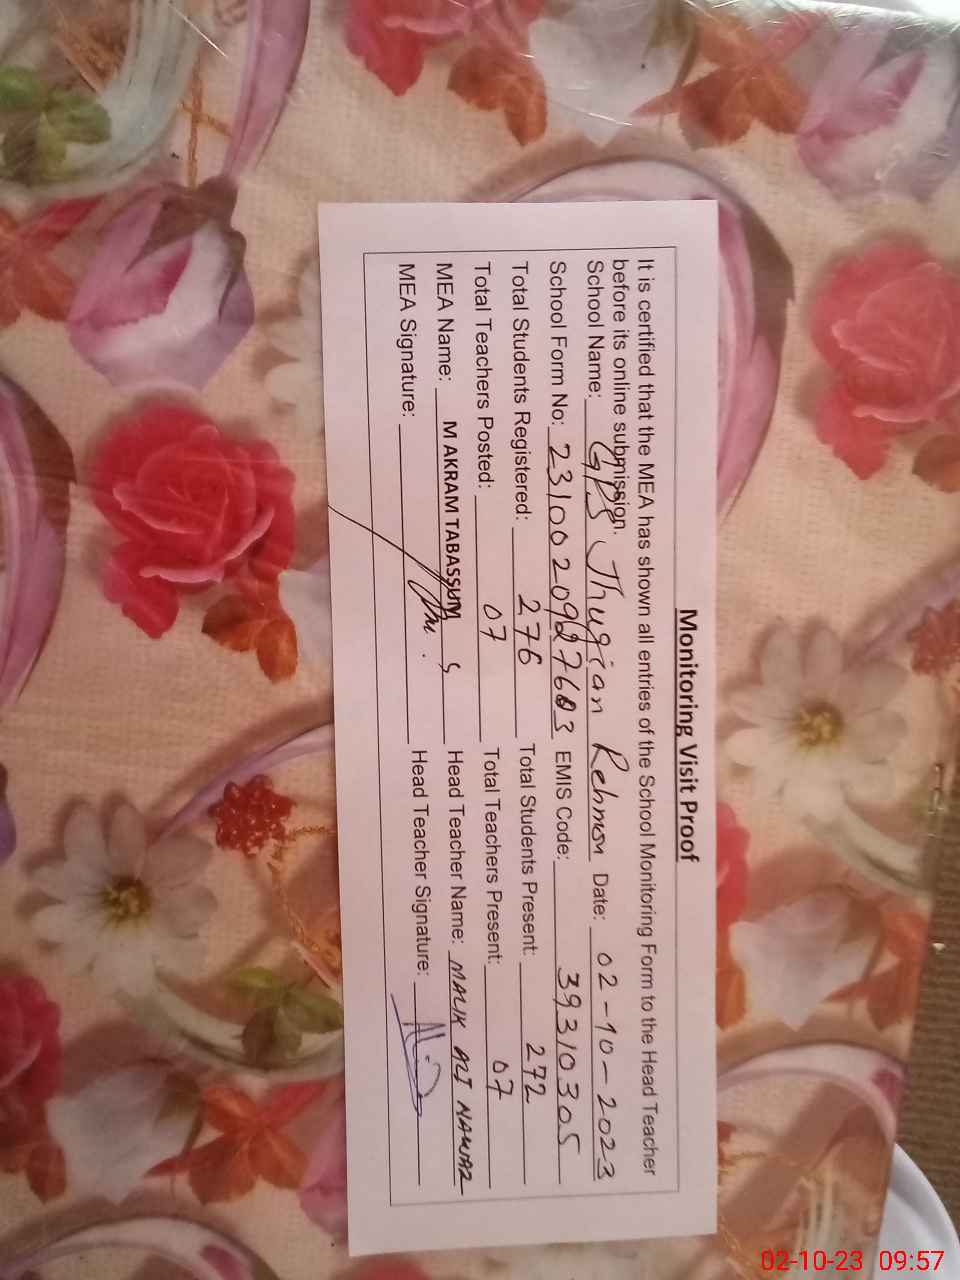 Monitoring Visit Proof
It is certified that the MEA has shown all entries of the School Monitoring Form to the Head Teacher
before its online submission.
School Name: GPS Thugian Rehman Date: 02-10-2023
School Form No: EMIS Code: 39310305
Total Students Registered: 276 Total Students Present: 272
Total Teachers Posted: 07 Total Teachers Present: 07
MEA Name: M AKRAM TABASSUM Head Teacher Name: MALIK ALI NAWAZ
MEA Signature: Head Teacher Signature:
02-10-23 09:57